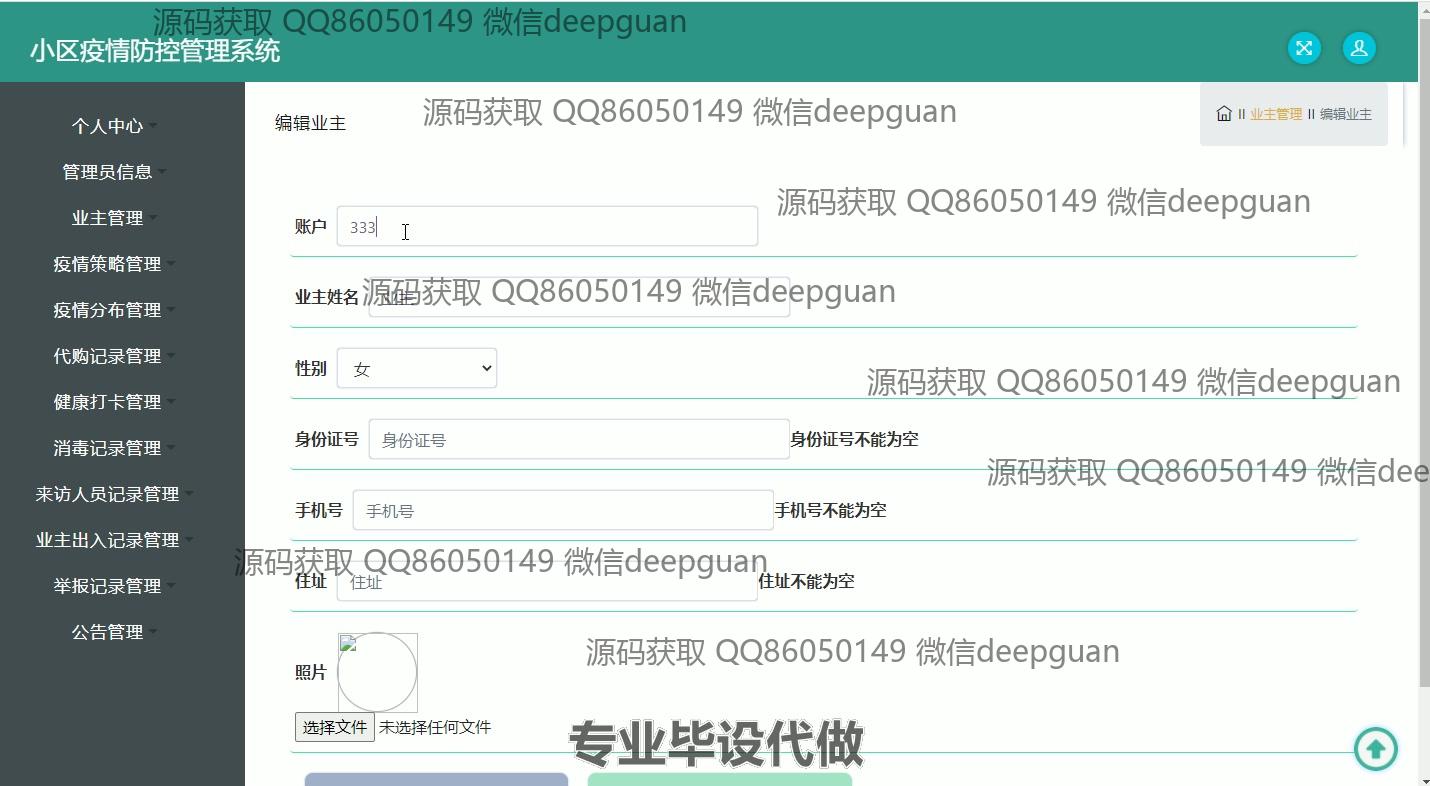 源码获取 QQ86050149 微信deepguan
小区疫情防控管理系统
个人中心
管理员信息
业主管理
疫情策略管理
疫情分布管理
代购记录管理
健康打卡管理
消毒记录管理
来访人员记录管理
业主出入记录管理
举报记录管理
公告管理
编辑业主
源码获取 QQ86050149 微信deepguan
II 业主管理 II 编辑业主
源码获取 QQ86050149 微信deepguan
账户 333
业主姓名
源码获取 QQ86050149 微信deepguan
性别 女
源码获取 QQ86050149 微信deepguan
身份证号 身份证号 身份证号不能为空
源码获取 QQ86050149 微信dee
手机号 手机号 手机号不能为空
源码获取 QQ86050149 微信deepguan
住址 住址 住址不能为空
源码获取 QQ86050149 微信deepguan
照片
选择文件 未选择任何文件
专业毕设代做